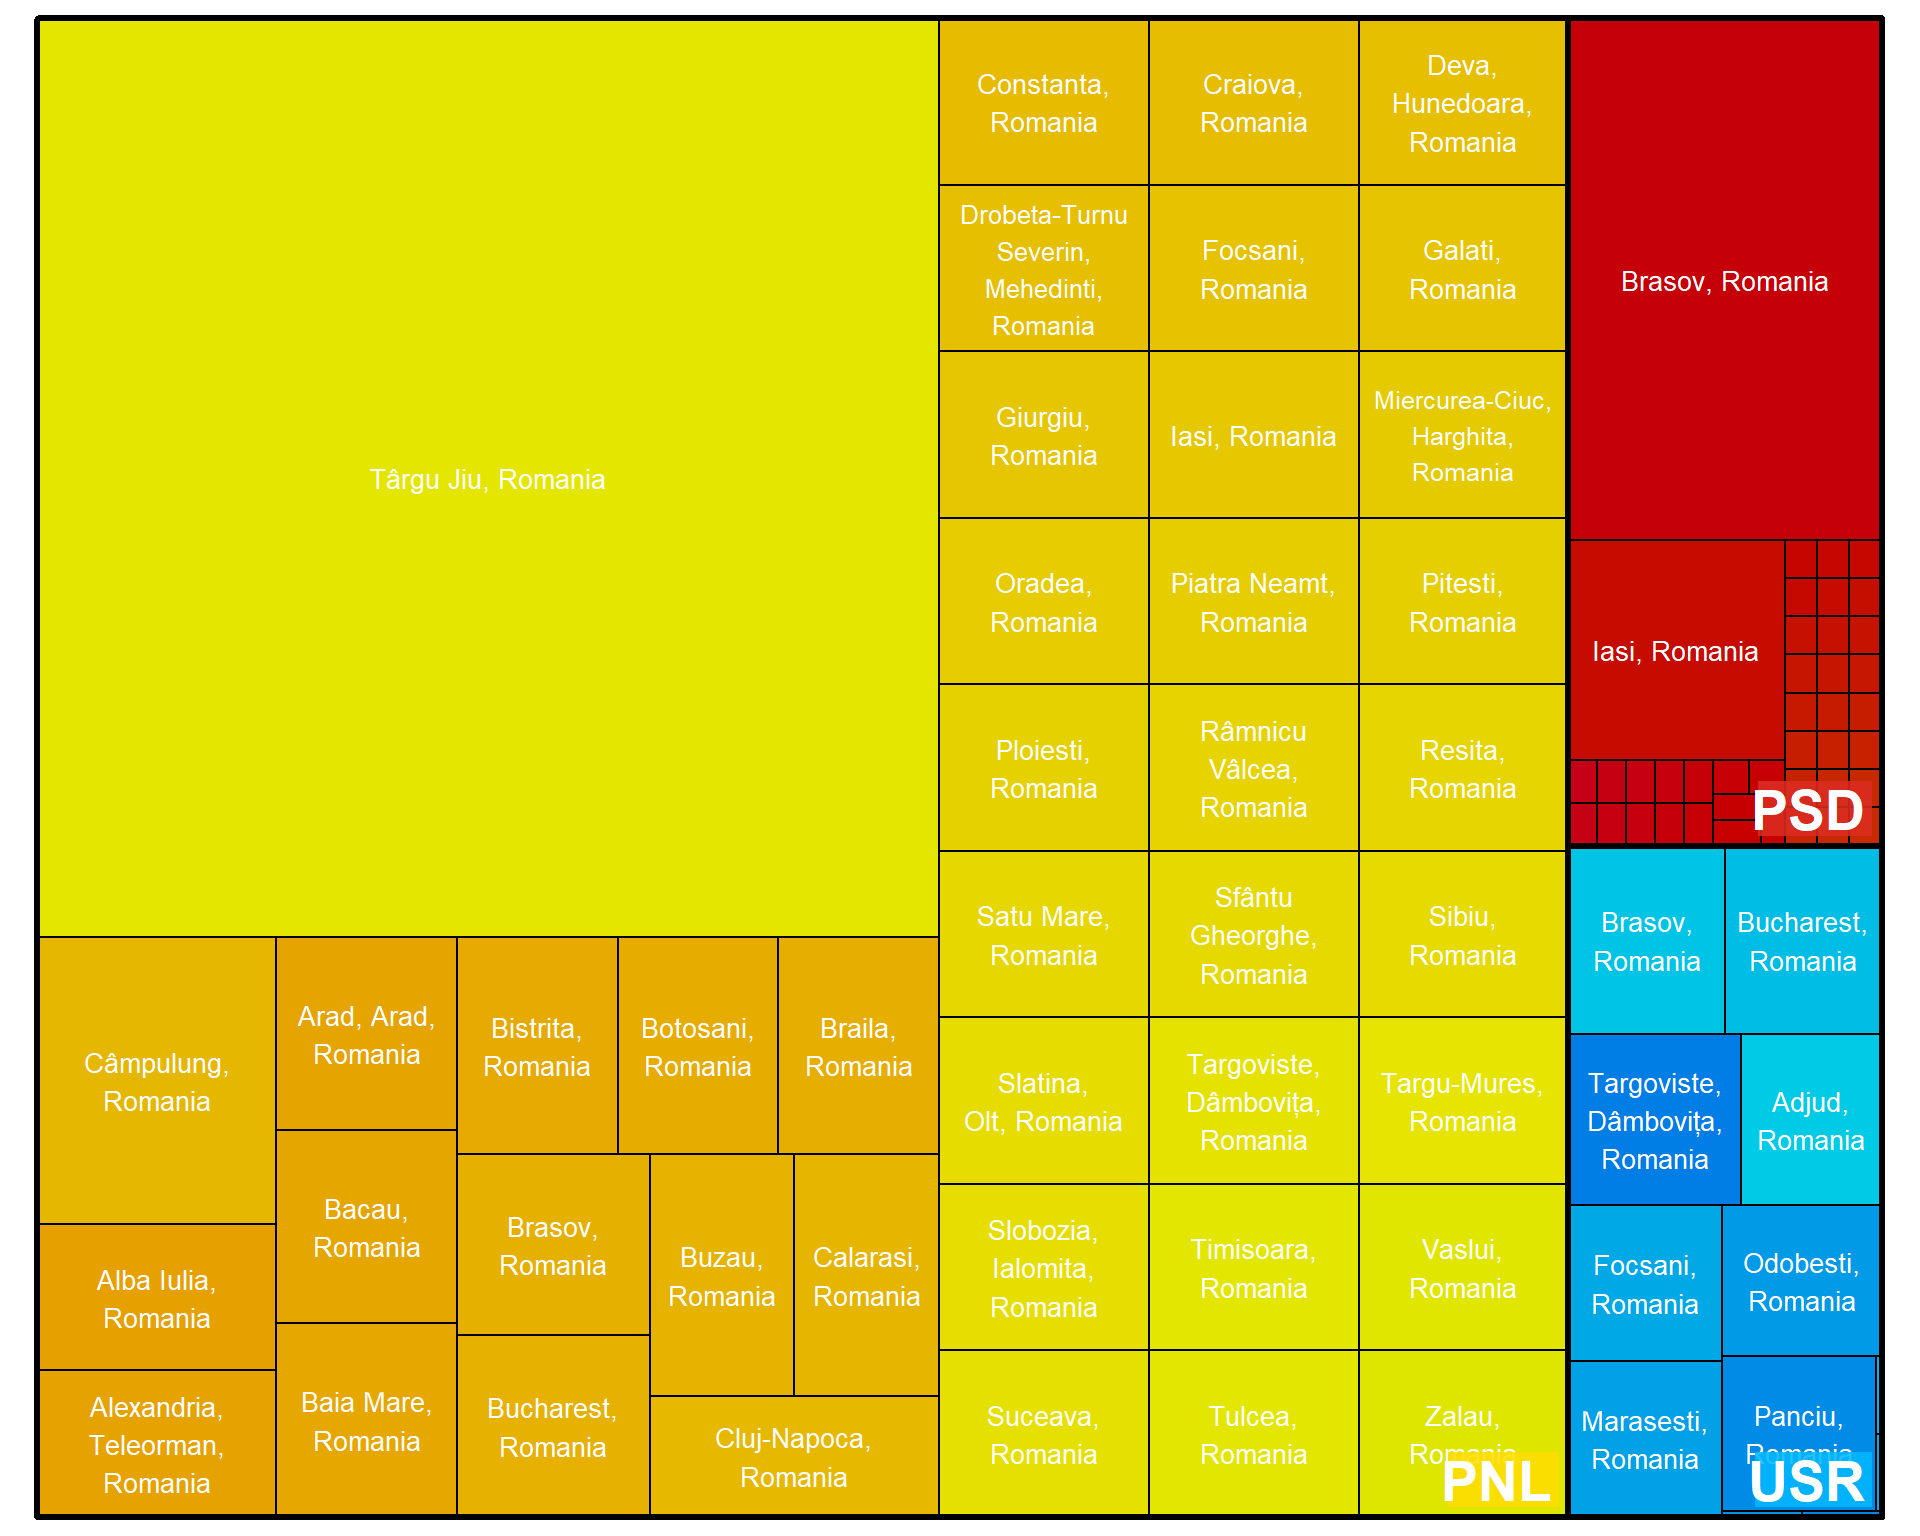 Târgu Jiu, Romania
Câmpulung,
Romania
Alba Iulia,
Romania
Alexandria,
Teleorman,
Romania
Arad, Arad,
Romania
Bacau,
Romania
Baia Mare,
Romania
Bistrita,
Romania
Botosani,
Romania
Braila,
Romania
Brasov,
Romania
Bucharest,
Romania
Buzau,
Romania
Calarasi,
Romania
Cluj-Napoca,
Romania
Constanta,
Romania
Craiova,
Romania
Deva,
Hunedoara,
Romania
Drobeta-Turnu
Severin,
Mehedinti,
Romania
Focsani,
Romania
Galati,
Romania
Giurgiu,
Romania
Iasi, Romania
Miercurea-Ciuc,
Harghita,
Romania
Oradea,
Romania
Piatra Neamt,
Romania
Pitesti,
Romania
Ploiesti,
Romania
Râmnicu
Vâlcea,
Romania
Resita,
Romania
Satu Mare,
Romania
Sfântu
Gheorghe,
Romania
Sibiu,
Romania
Slatina,
Olt, Romania
Targoviste,
Dâmbovița,
Romania
Targu-Mures,
Romania
Slobozia,
Ialomita,
Romania
Timisoara,
Romania
Vaslui,
Romania
Suceava,
Romania
Tulcea,
Romania
Zalau,
Romania
PNL
Brasov, Romania
Iasi, Romania
PSD
Brasov,
Romania
Bucharest,
Romania
Targoviste,
Dâmbovița,
Romania
Adjud,
Romania
Focsani,
Romania
Odobesti,
Romania
Marasesti,
Romania
Panciu,
Romania
USR